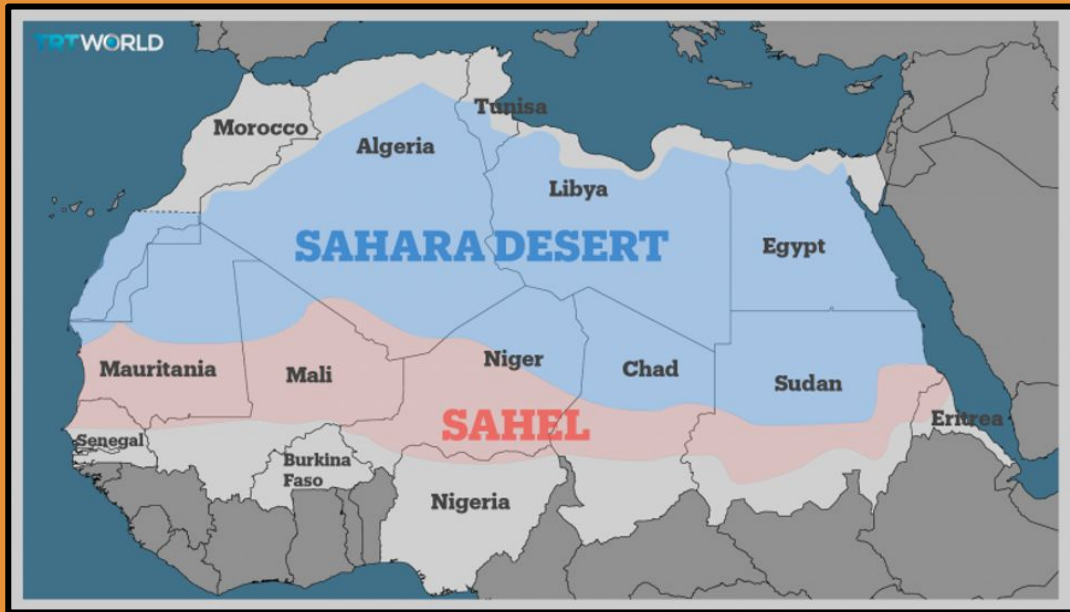 TRTWORLD
Tunisa
Morocco
Algeria
Libya
SAHARA DESERT
Egypt
Niger
Mauritania
Mali
Chad
Sudan
SAHEL
Eritrea
Senegal
Burkina
Faso
Nigeria